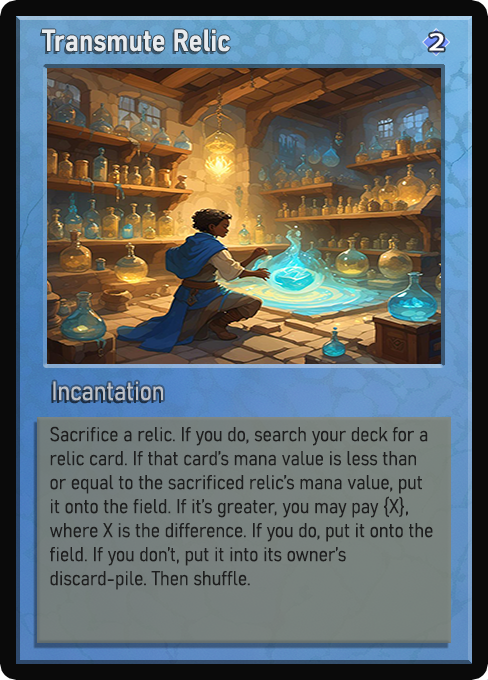 Transmute Relic
2
Incantation
Sacrifice a relic. If you do, search your deck for a
relic card. If that card's mana value is less than
or equal to the sacrificed relic's mana value, put
it onto the field. If it's greater, you may pay {X},
where X is the difference. If you do, put it onto the
field. If you don't, put it into its owner's
discard-pile. Then shuffle.